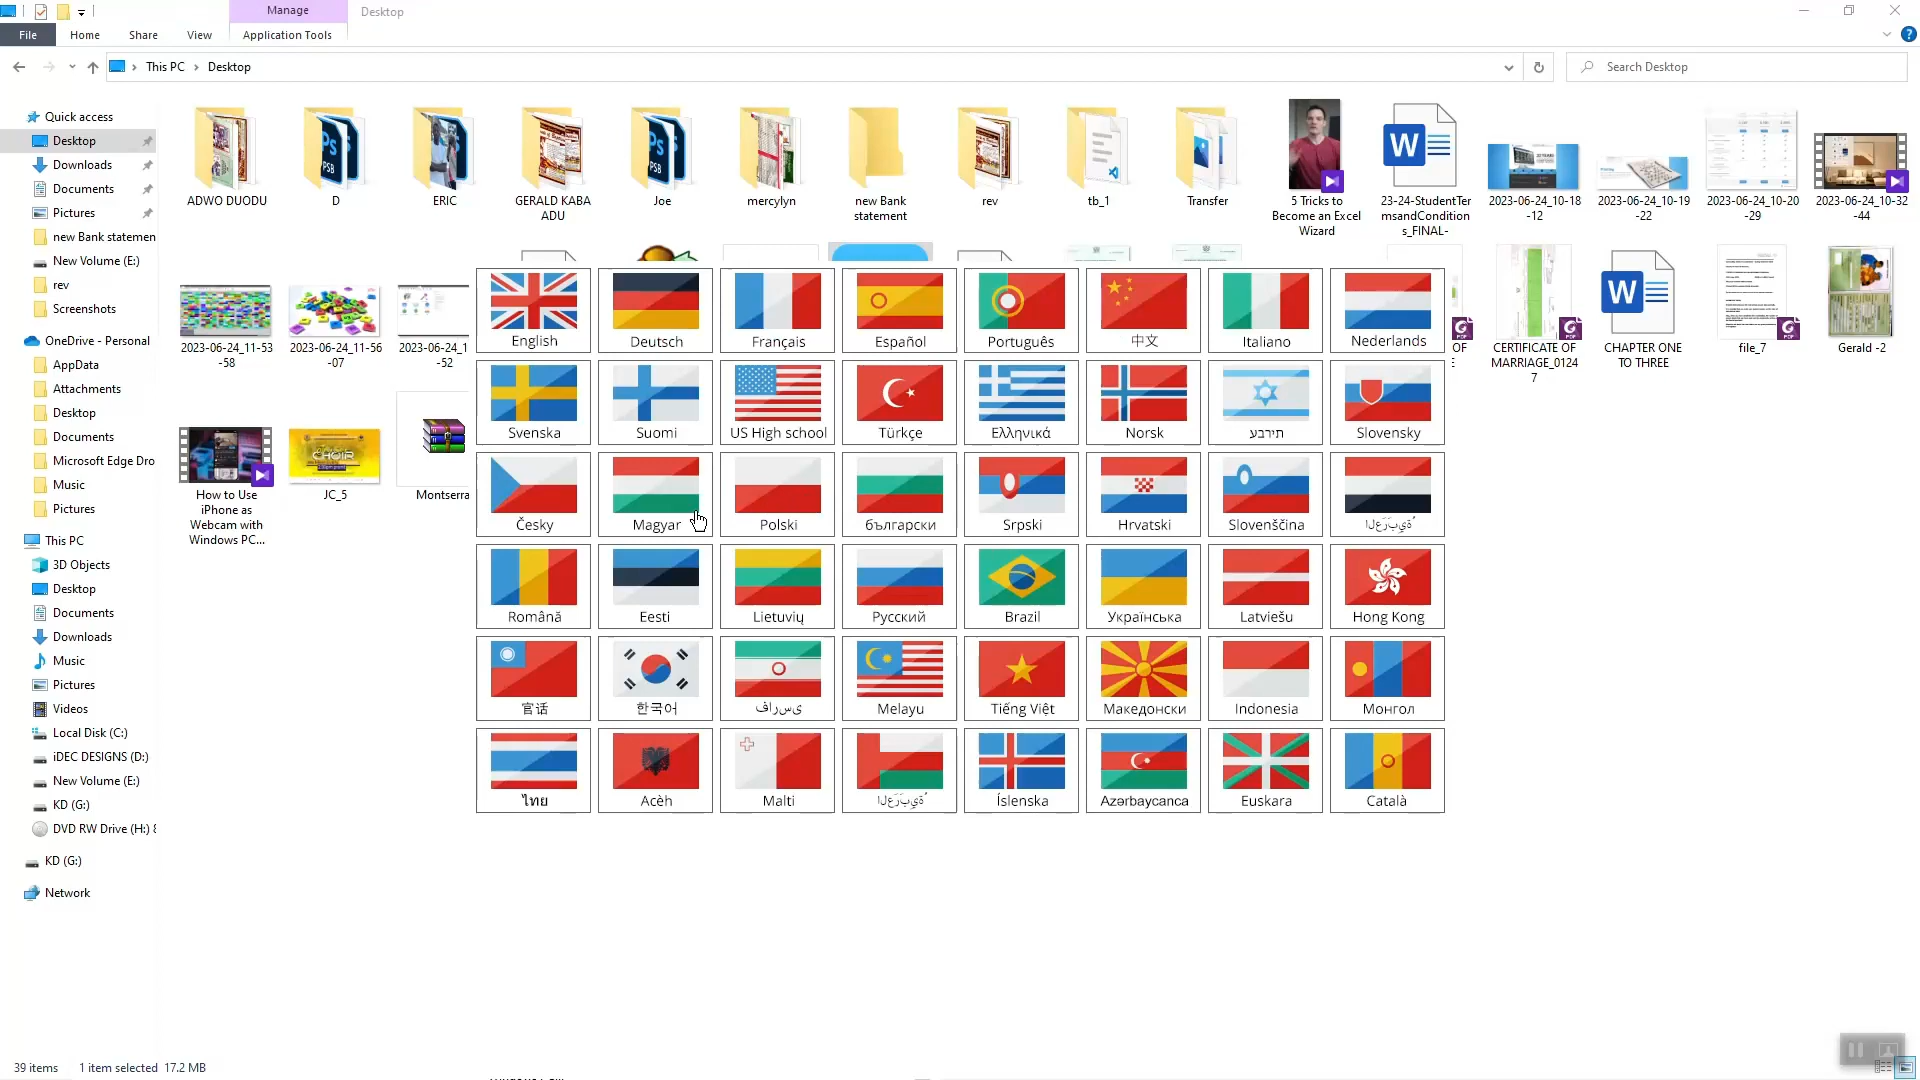 Manage
Desktop
File
Home
Share
View
Application Tools
This PC
Desktop
Search Desktop
Quick access
Desktop
Downloads
Documents
Pictures
new Bank statemen
New Volume (E:)
rev
Screenshots
OneDrive - Personal
AppData
Attachments
Desktop
Documents
Microsoft Edge Dro
Music
Pictures
This PC
3D Objects
Desktop
Documents
Downloads
Music
Pictures
Videos
Local Disk (C:)
iDEC DESIGNS (D:)
New Volume (E:)
KD (G:)
DVD RW Drive (H:) 8
KD (G:)
Network
ADWO DUODU
D
ERIC
GERALD KABA
ADU
Joe
mercylyn
new Bank
statement
rev
tb_1
Transfer
5 Tricks to
Become an Excel
Wizard
23-24-StudentTer
msandCondition
s_FINAL-
2023-06-24_10-18
-12
2023-06-24_10-19
-22
2023-06-24_10-20
-29
2023-06-24_10-32
-44
2023-06-24_11-53
-58
2023-06-24_11-56
-07
2023-06-24_1
-52
OF
E
CERTIFICATE OF
MARRIAGE_0124
7
CHAPTER ONE
TO THREE
file_7
Gerald -2
How to Use
iPhone as
Webcam with
Windows PC...
JC_5
Montserra
English
Deutsch
Français
Español
Português
中文
Italiano
Nederlands
Svenska
Suomi
US High school
Türkçe
Ελληνικά
Norsk
תירבע
Slovensky
Česky
Magyar
Polski
български
Srpski
Hrvatski
Slovenščina
Română
Eesti
Lietuvių
Русский
Brazil
Українська
Latviešu
Hong Kong
官话
한국어
Melayu
Tiếng Việt
Македонски
Indonesia
Монгол
ไทย
Acèh
Malti
Íslenska
Azərbaycanca
Euskara
Català
39 items
1 item selected 17.2 MB